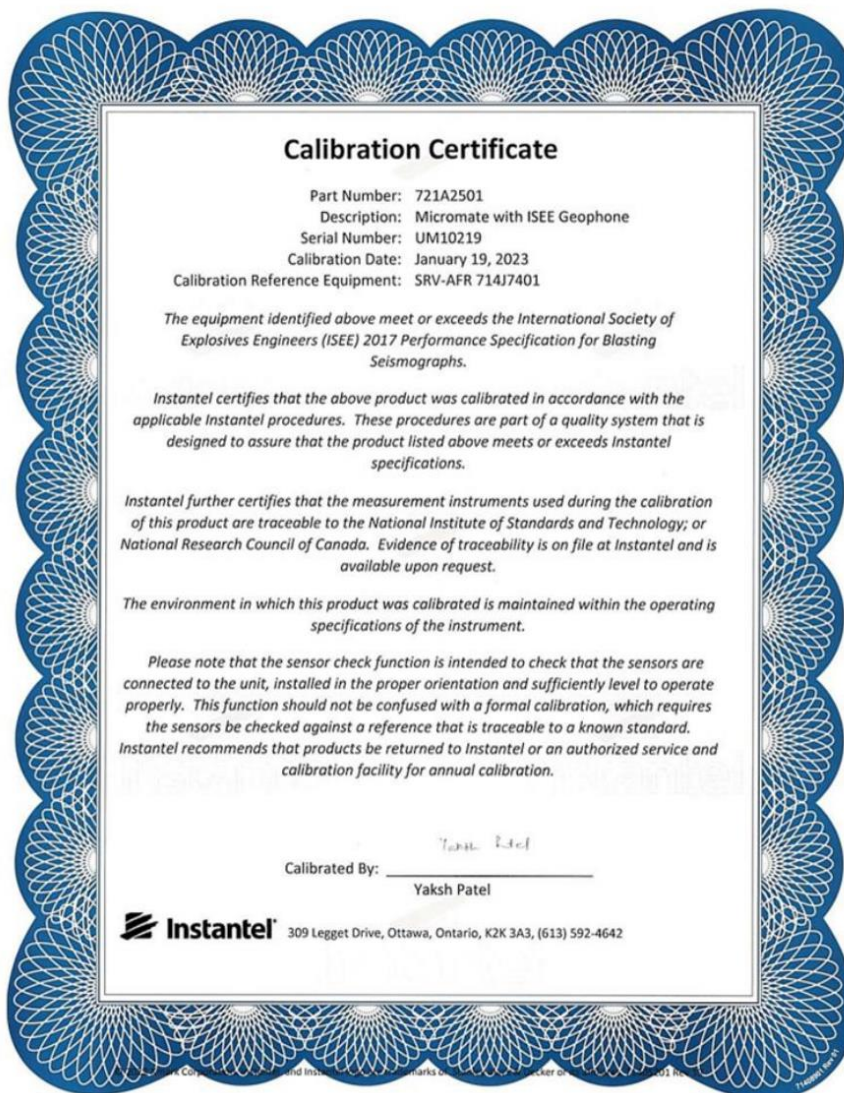 Calibration Certificate
Part Number: 721A2501
Description: Micromate with ISEE Geophone
Serial Number: UM10219
Calibration Date: January 19, 2023
Calibration Reference Equipment: SRV-AFR 714J7401
The equipment identified above meet or exceeds the International Society of
Explosives Engineers (ISEE) 2017 Performance Specification for Blasting
Seismographs.
Instantel certifies that the above product was calibrated in accordance with the
applicable Instantel procedures. These procedures are part of a quality system that is
designed to assure that the product listed above meets or exceeds Instantel
specifications.
Instantel further certifies that the measurement instruments used during the calibration
of this product are traceable to the National Institute of Standards and Technology; or
National Research Council of Canada. Evidence of traceability is on file at Instantel and is
available upon request.
The environment in which this product was calibrated is maintained within the operating
specifications of the instrument.
Please note that the sensor check function is intended to check that the sensors are
connected to the unit, installed in the proper orientation and sufficiently level to operate
properly. This function should not be confused with a formal calibration, which requires
the sensors be checked against a reference that is traceable to a known standard.
Instantel recommends that products be returned to Instantel or an authorized service and
calibration facility for annual calibration.
Calibrated By:
Yaksh Patel
Instantel 309 Legget Drive, Ottawa, Ontario, K2K 3A3, (613) 592-4642